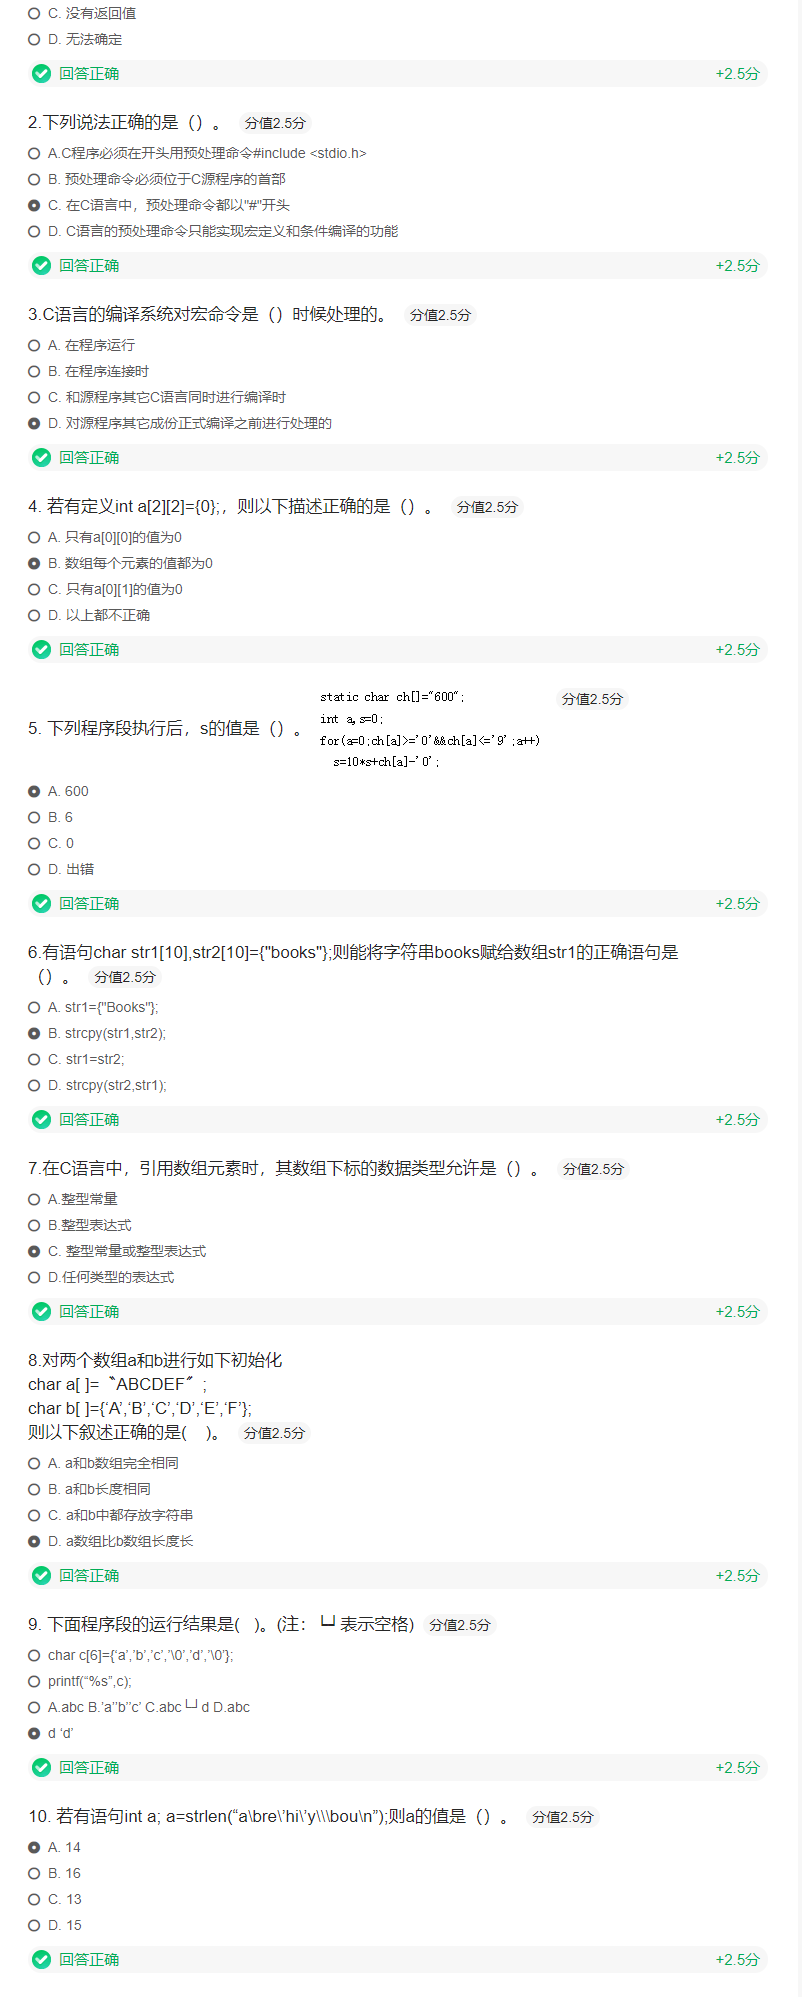 C. 没有返回值
D. 无法确定
回答正确 +2.5分
2.下列说法正确的是（）。 分值2.5分
A.C程序必须在开头用预处理命令#include <stdio.h>
B. 预处理命令必须位于C源程序的首部
C. 在C语言中，预处理命令都以"#"开头
D. C语言的预处理命令只能实现宏定义和条件编译的功能
回答正确 +2.5分
3.C语言的编译系统对宏命令是（）时候处理的。 分值2.5分
A. 在程序运行
B. 在程序连接时
C. 和源程序其它C语言同时进行编译时
D. 对源程序其它成份正式编译之前进行处理的
回答正确 +2.5分
4. 若有定义int a[2][2]={0};，则以下描述正确的是（）。 分值2.5分
A. 只有a[0][0]的值为0
B. 数组每个元素的值都为0
C. 只有a[0][1]的值为0
D. 以上都不正确
回答正确 +2.5分
5. 下列程序段执行后，s的值是（）。 分值2.5分
static char ch[]="600";
int a,s=0;
for(a=0;ch[a]>='0'&&ch[a]<='9';a++)
s=10*s+ch[a]-'0';
A. 600
B. 6
C. 0
D. 出错
回答正确 +2.5分
6.有语句char str1[10],str2[10]={"books"};则能将字符串books赋给数组str1的正确语句是
（）。 分值2.5分
A. str1={"Books"};
B. strcpy(str1,str2);
C. str1=str2;
D. strcpy(str2,str1);
回答正确 +2.5分
7.在C语言中，引用数组元素时，其数组下标的数据类型允许是（）。 分值2.5分
A.整型常量
B.整型表达式
C. 整型常量或整型表达式
D.任何类型的表达式
回答正确 +2.5分
8.对两个数组a和b进行如下初始化
char a[ ]=〝ABCDEF〞;
char b[ ]={‘A’,‘B’,‘C’,‘D’,‘E’,‘F’};
则以下叙述正确的是( )。 分值2.5分
A. a和b数组完全相同
B. a和b长度相同
C. a和b中都存放字符串
D. a数组比b数组长度长
回答正确 +2.5分
9. 下面程序段的运行结果是( )。(注：└┘表示空格) 分值2.5分
char c[6]={‘a’,’b’,’c’,’\0’,’d’,’\0’};
printf(“%s”,c);
A.abc B.’a’’b’’c’ C.abc└┘d D.abc
d ‘d’
回答正确 +2.5分
10. 若有语句int a; a=strlen(“a\bre\’hi\’y\\\bou\n”);则a的值是（）。 分值2.5分
A. 14
B. 16
C. 13
D. 15
回答正确 +2.5分